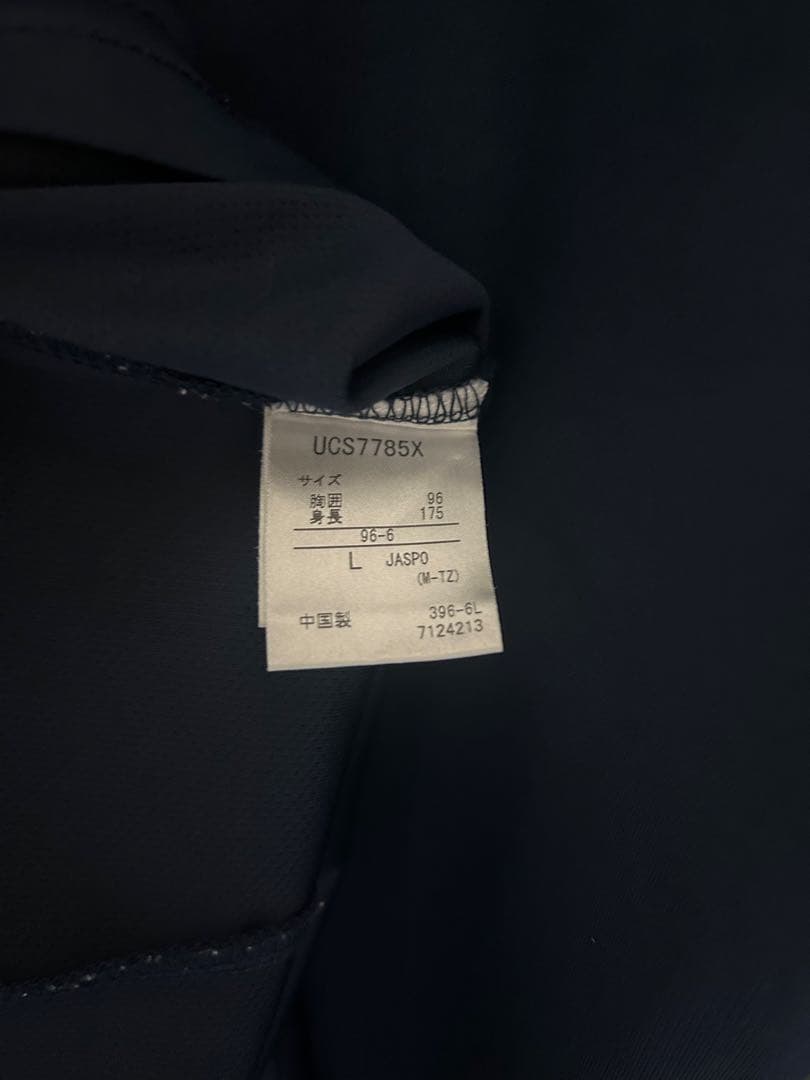 UCS7785X
サイズ
胸囲 96
身長 175
96-6
L JASPO
(M-TZ)
396-6L
中国製
7124213